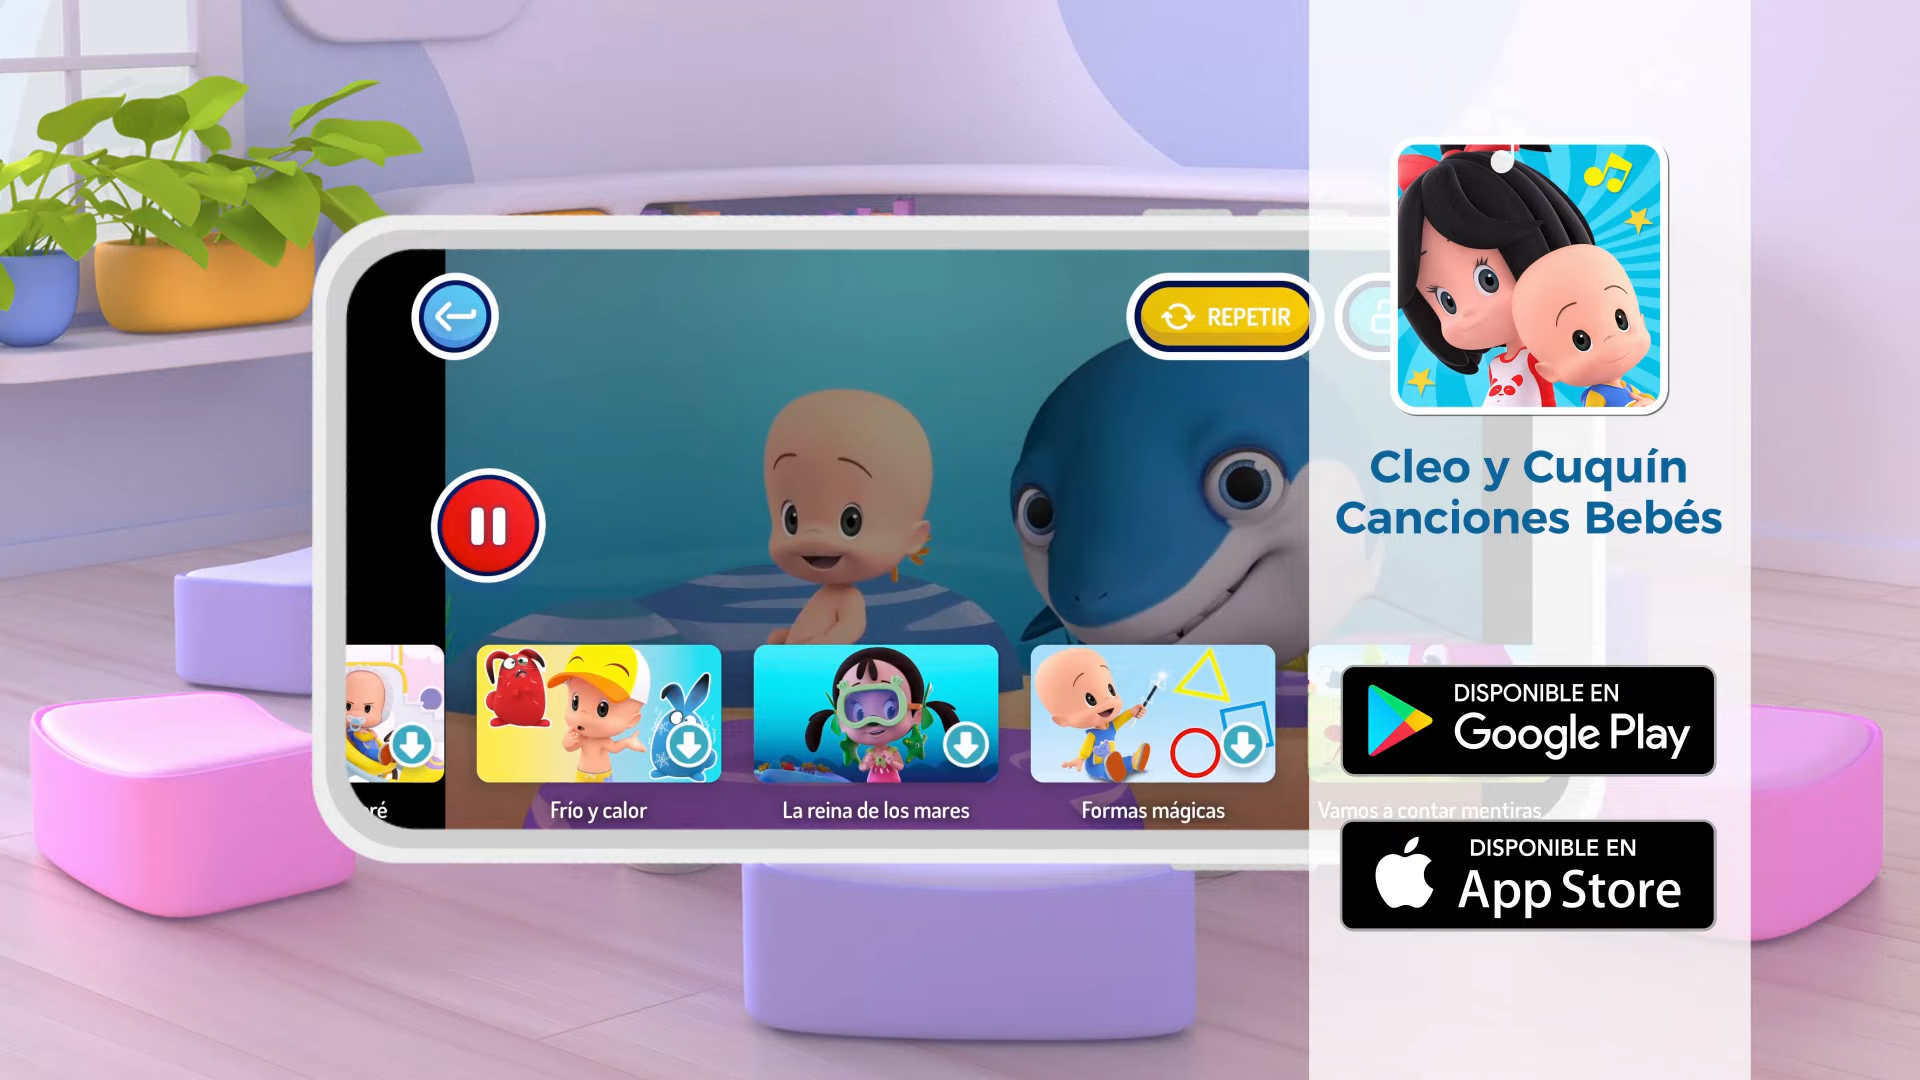 REPETIR
Cleo y Cuquín
Canciones Bebés
DISPONIBLE EN
Google Play
ré
Frío y calor
La reina de los mares
Formas mágicas
Vamos a contar mentiras
DISPONIBLE EN
App Store